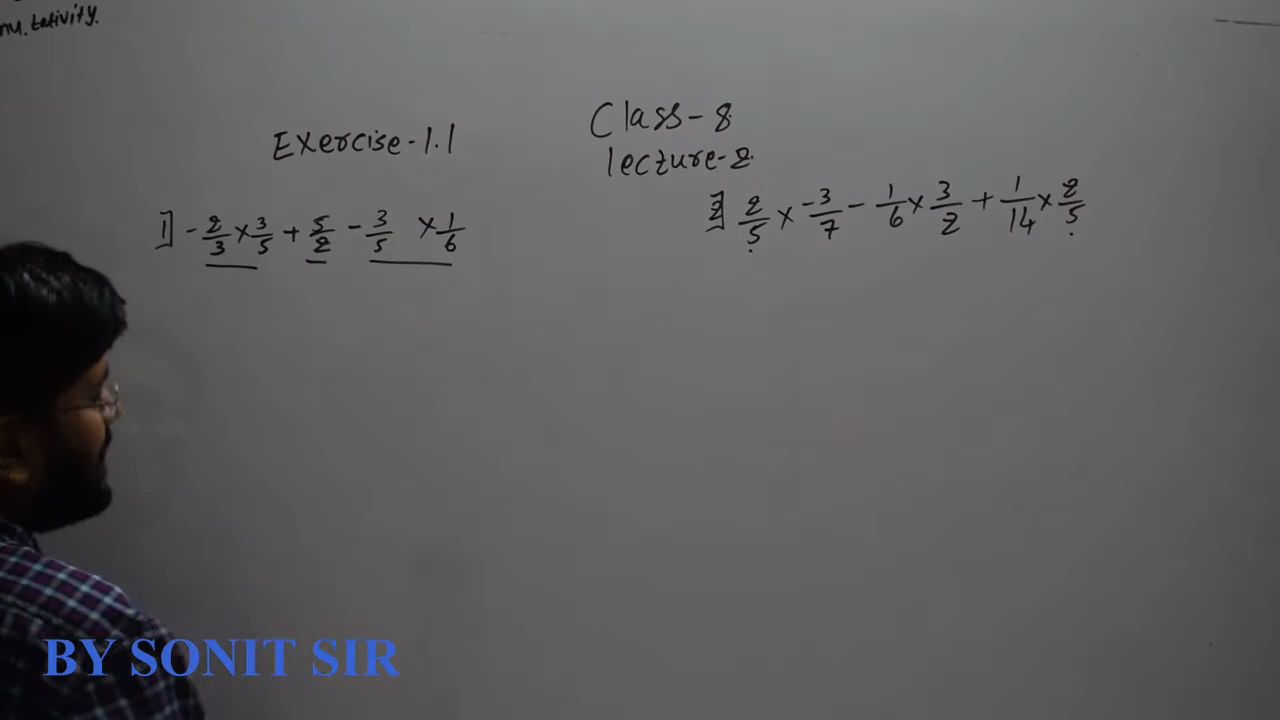 mu.tativity.
Class-8
Exercise-1.1
lecture-2
1] -2/3 × 3/5 + 5/2 - 3/5 × 1/6
2] 2/5 × -3/7 - 1/6 × 3/2 + 1/14 × 2/5
BY SONIT SIR